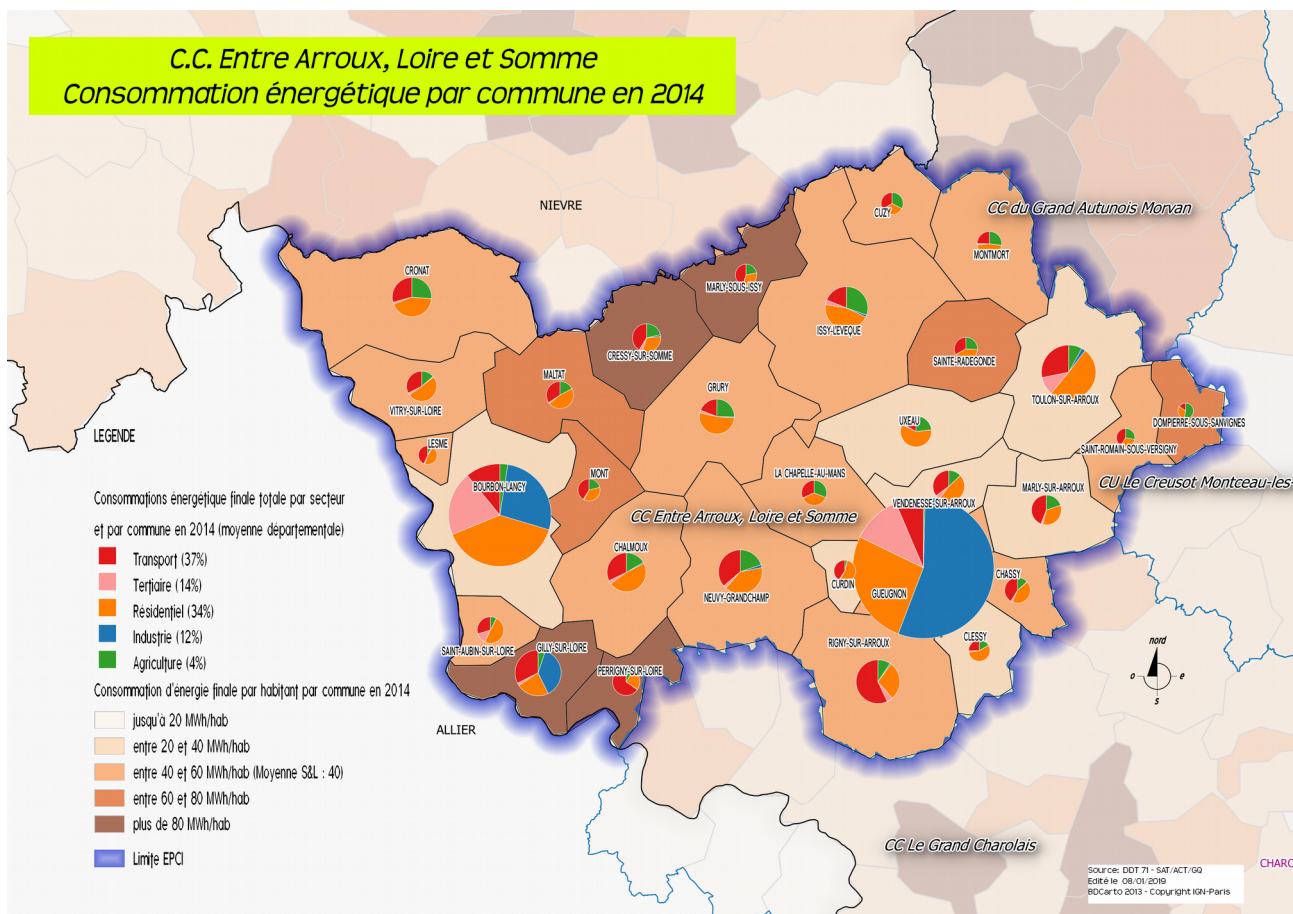 C.C. Entre Arroux, Loire et Somme
Consommation énergétique par commune en 2014
NIEVRE
CC du Grand Autunois Morvan
CUZY
MONTMORT
CRONAT
MARLY-SOUS-ISSY
ISSY-L'EVEQUE
CRESSY-SUR-SOMME
SAINTE-RADEGONDE
MALTAT
GRURY
TOULON-SUR-ARROUX
VITRY-SUR-LOIRE
DOMPIERRE-SOUS-SANVIGNES
UXEAU
LESME
SAINT-ROMAIN-SOUS-VERSIGNY
MONT
LA CHAPELLE-AU-MANS
BOURBON-LANCY
CU Le Creusot Montceau-les-
MARLY-SUR-ARROUX
VENDENESSE-SUR-ARROUX
CC Entre Arroux, Loire et Somme
CHALMOUX
CURDIN
CHASSY
NEUVY-GRANDCHAMP
GUEUGNON
CLESSY
RIGNY-SUR-ARROUX
SAINT-AUBIN-SUR-LOIRE
GILLY-SUR-LOIRE
PERRIGNY-SUR-LOIRE
ALLIER
CC Le Grand Charolais
CHARO
nord
o
e
s
LEGENDE
Consommations énergétique finale totale par secteur
et par commune en 2014 (moyenne départementale)
Transport (37%)
Tertiaire (14%)
Résidentiel (34%)
Industrie (12%)
Agriculture (4%)
Consommation d'énergie finale par habitant par commune en 2014
jusqu'à 20 MWh/hab
entre 20 et 40 MWh/hab
entre 40 et 60 MWh/hab (Moyenne S&L : 40)
entre 60 et 80 MWh/hab
plus de 80 MWh/hab
Limite EPCI
Source: DDT 71 - SAT/ACT/GQ
Edité le 08/01/2019
BDCarto 2013 - Copyright IGN-Paris